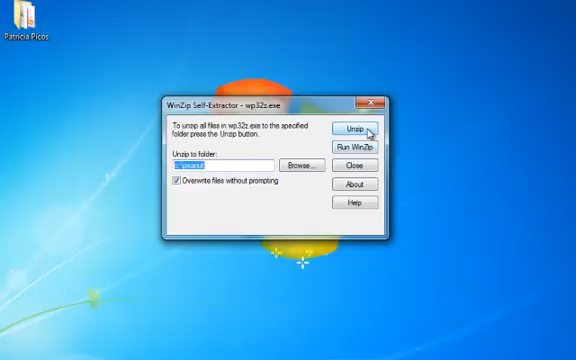 Patricia Picos
WinZip Self-Extractor - wp32z.exe
To unzip all files in wp32z.exe to the specified
folder press the Unzip button.
Unzip to folder:
c:\peanut
Browse...
Overwrite files without prompting
Unzip
Run WinZip
Close
About
Help